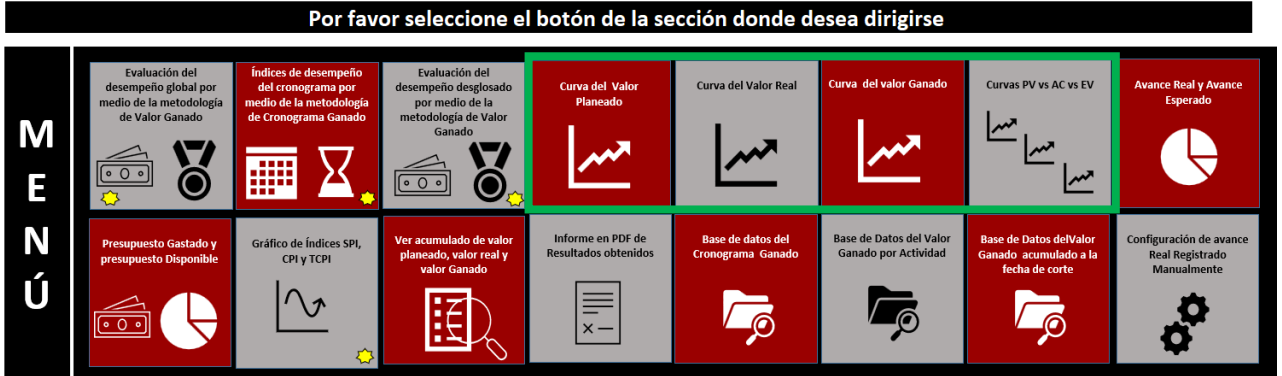 Por favor seleccione el botón de la sección donde desea dirigirse
MENÚ
Evaluación del
desempeño global por
medio de la metodología
de Valor Ganado
Índices de desempeño
del cronograma por
medio de la metodología
de Cronograma Ganado
Evaluación del
desempeño desglosado
por medio de la
metodología de Valor
Ganado
Curva del Valor
Planeado
Curva del Valor Real
Curva del valor Ganado
Curvas PV vs AC vs EV
Avance Real y Avance
Esperado
Presupuesto Gastado y
presupuesto Disponible
Gráfico de Índices SPI,
CPI y TCPI
Ver acumulado de valor
planeado, valor real y
valor Ganado
Informe en PDF de
Resultados obtenidos
Base de datos del
Cronograma Ganado
Base de Datos del Valor
Ganado por Actividad
Base de Datos delValor
Ganado acumulado a la
fecha de corte
Configuración de avance
Real Registrado
Manualmente